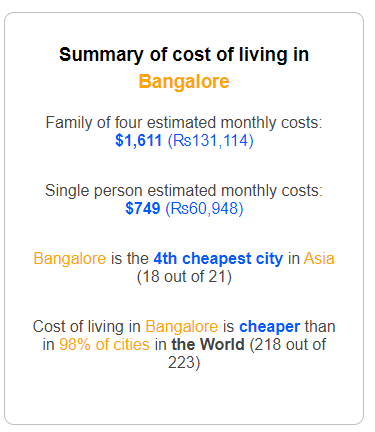 Summary of cost of living in
Bangalore
Family of four estimated monthly costs:
$1,611 (Rs131,114)
Single person estimated monthly costs:
$749 (Rs60,948)
Bangalore is the 4th cheapest city in Asia
(18 out of 21)
Cost of living in Bangalore is cheaper than
in 98% of cities in the World (218 out of
223)